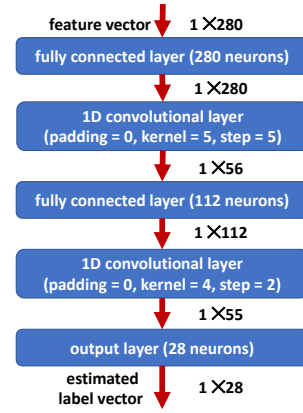 feature vector 1 ×280
fully connected layer (280 neurons)
1 ×280
1D convolutional layer
(padding = 0, kernel = 5, step = 5)
1 ×56
fully connected layer (112 neurons)
1 ×112
1D convolutional layer
(padding = 0, kernel = 4, step = 2)
1 ×55
output layer (28 neurons)
estimated
label vector 1 ×28